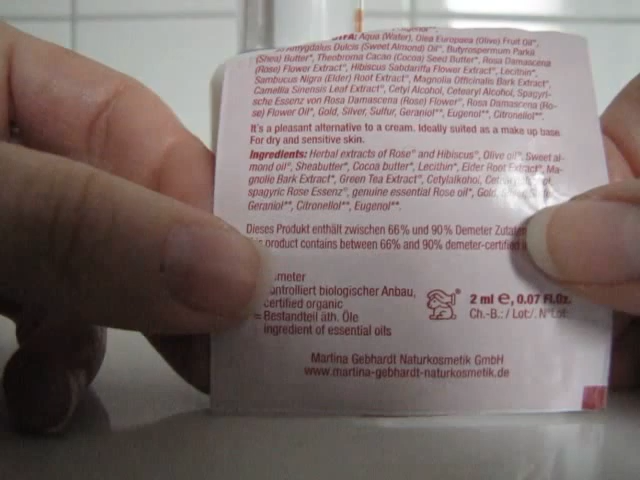 Aqua (Water), Olea Europaea (Olive) Fruit Oil*,
Amygdalus Dulcis (Sweet Almond) Oil*, Butyrospermum Parkii
(Shea) Butter*, Theobroma Cacao (Cocoa) Seed Butter*, Rosa Damascena
(Rose) Flower Extract*, Hibiscus Sabdariffa Flower Extract*, Lecithin*,
Sambucus Nigra (Elder) Root Extract*, Magnolia Officinalis Bark Extract*,
Camellia Sinensis Leaf Extract*, Cetyl Alcohol, Cetearyl Alcohol, Spagyri-
sche Essenz von Rosa Damascena (Rose) Flower*, Rosa Damascena (Ro-
se) Flower Oil*, Gold, Silver, Sulfur, Geraniol**, Eugenol**, Citronellol**.
It's a pleasant alternative to a cream. Ideally suited as a make up base
For dry and sensitive skin.
Ingredients: Herbal extracts of Rose* and Hibiscus*, Olive oil*, Sweet al-
mond oil*, Sheabutter*, Cocoa butter*, Lecithin*, Elder Root Extract*, Ma-
gnolie Bark Extract*, Green Tea Extract*, Cetylalkohol,
spagyric Rose Essenz*, genuine essential Rose oil*, Gold,
Geraniol**, Citronellol**, Eugenol**.
Dieses Produkt enthält zwischen 66% und 90% Demeter
product contains between 66% and 90% demeter-certified
kontrolliert biologischer Anbau,
certified organic
= Bestandteil äth. Öle
ingredient of essential oils
2 ml e, 0.07 Fl.Oz.
Ch.-B.: / Lot:/. N°Lot:
Martina Gebhardt Naturkosmetik GmbH
www.martina-gebhardt-naturkosmetik.de